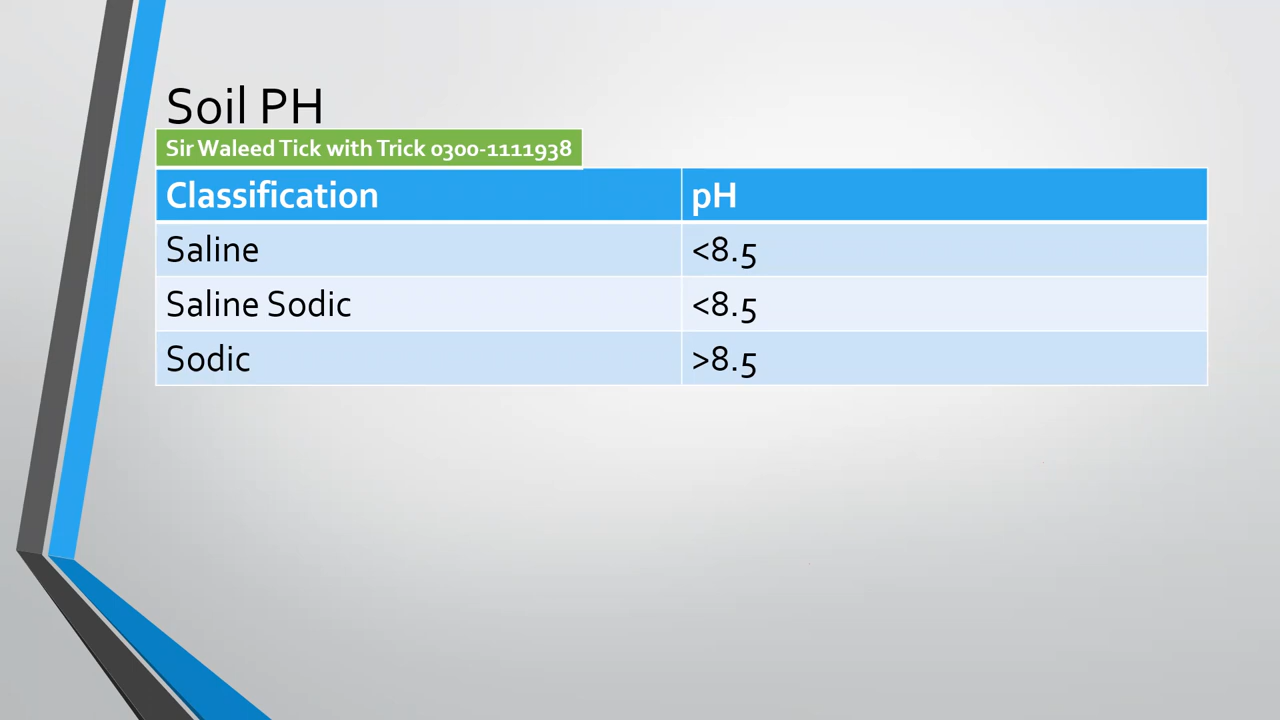 Soil PH
Sir Waleed Tick with Trick 0300-1111938
Classification pH
Saline <8.5
Saline Sodic <8.5
Sodic >8.5